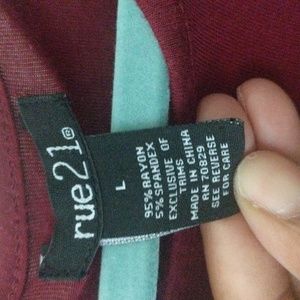 rue21®
L
95% RAYON
5% SPANDEX
EXCLUSIVE OF
TRIMS
MADE IN CHINA
RN 70829
SEE REVERSE
FOR CARE